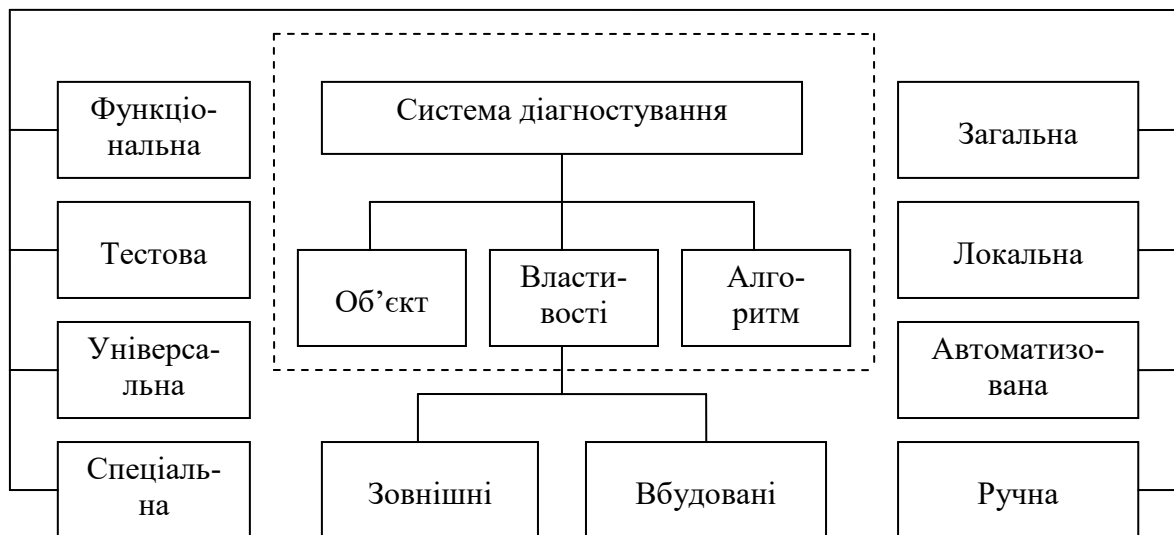 Функціо-
нальна
Система діагностування
Загальна
Тестова
Об’єкт
Власти-
вості
Алго-
ритм
Локальна
Універса-
льна
Автоматизо-
вана
Спеціаль-
на
Зовнішні
Вбудовані
Ручна